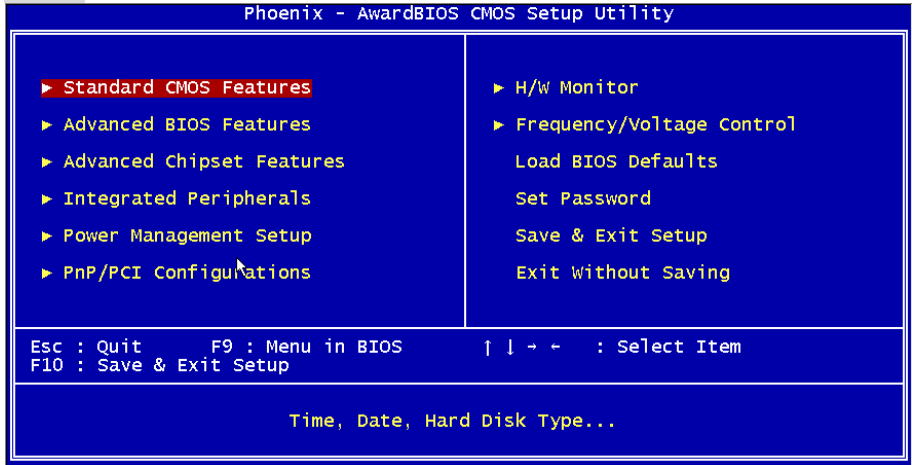 Phoenix - AwardBIOS CMOS Setup Utility
▶ Standard CMOS Features
▶ Advanced BIOS Features
▶ Advanced Chipset Features
▶ Integrated Peripherals
▶ Power Management Setup
▶ PnP/PCI Configurations
▶ H/W Monitor
▶ Frequency/Voltage Control
Load BIOS Defaults
Set Password
Save & Exit Setup
Exit Without Saving
Esc : Quit F9 : Menu in BIOS ↑ ↓ → ← : Select Item
F10 : Save & Exit Setup
Time, Date, Hard Disk Type...